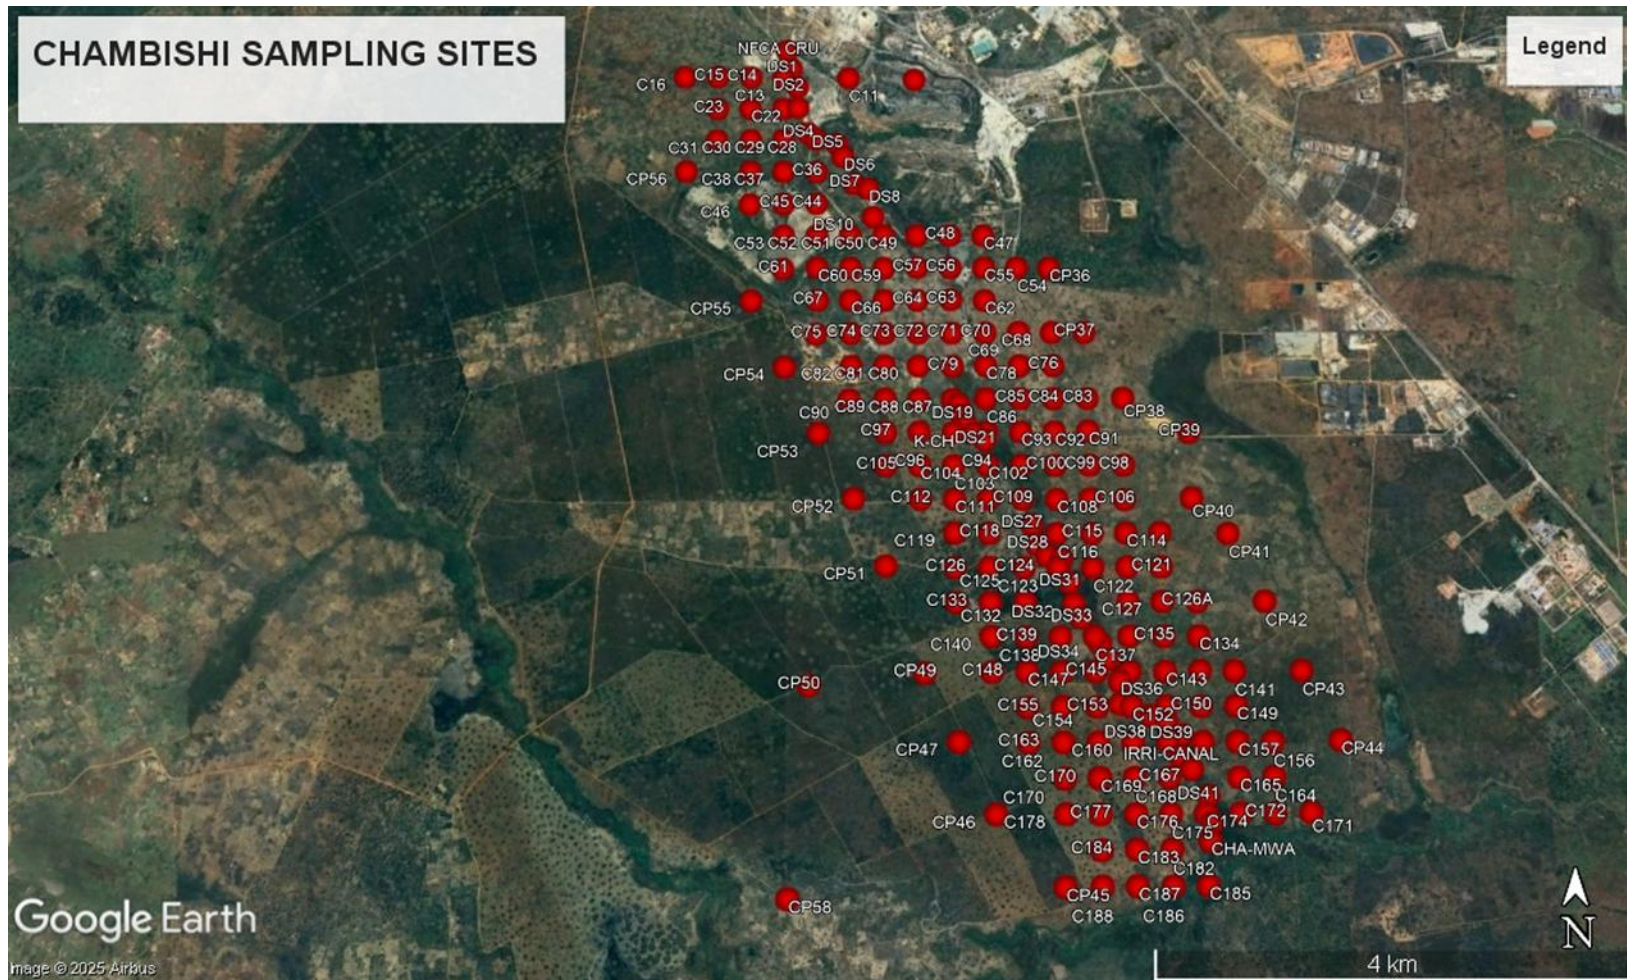 CHAMBISHI SAMPLING SITES
Legend
NFCA CRU
DS1
C16 C15 C14 DS2 C11
C13
C23 C22
DS4
DS5
C31 C30 C29 C28
DS6
CP56 C38 C37 C36 DS7
DS8
C46 C45 C44
DS10
C53 C52 C51 C50 C49 C48 C47
C61 C60 C59 C57 C56 C55 CP36
C54
CP55 C67 C66 C64 C63 C62
C75 C74 C73 C72 C71 C70 C68 CP37
C69
CP54 C82 C81 C80 C79 C78 C76
C90 C89 C88 C87 DS19 C86 C85 C84 C83 CP38
CP53 C97 K-CH DS21 C93 C92 C91 CP39
C105 C96 C104 C94 C102 C100 C99 C98
C103
CP52 C112 C111 C109 C108 C106 CP40
DS27
C119 C118 DS28 C115 C114 CP41
C116
CP51 C126 C125 C124 C123 DS31 C122 C121
C133 C132 DS32 DS33 C127 C126A CP42
C140 C139 C138 DS34 C137 C135 C134
CP50 CP49 C148 C147 C145 DS36 C143 C141 CP43
C155 C154 C153 C152 C150 C149
DS38 DS39
CP47 C163 C162 C160 IRRI-CANAL C157 C156 CP44
C170 C169 C167 C165
C170 C168 DS41 C164
CP46 C178 C177 C176 C175 C174 C172 C171
C184 C183 C182 CHA-MWA
CP45 C187 C185
CP58 C188 C186
Google Earth
N
Image © 2025 Airbus
4 km